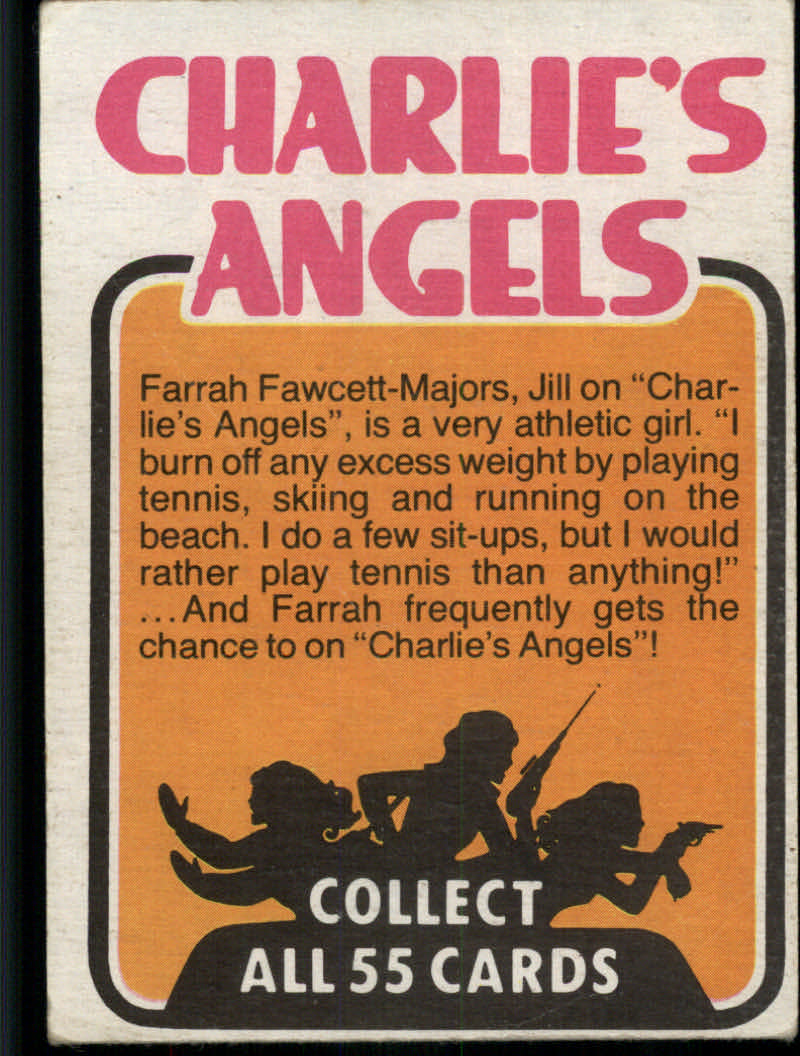 CHARLIE'S
ANGELS
Farrah Fawcett-Majors, Jill on “Char-
lie's Angels”, is a very athletic girl. “I
burn off any excess weight by playing
tennis, skiing and running on the
beach. I do a few sit-ups, but I would
rather play tennis than anything!”
...And Farrah frequently gets the
chance to on “Charlie's Angels”!
COLLECT
ALL 55 CARDS